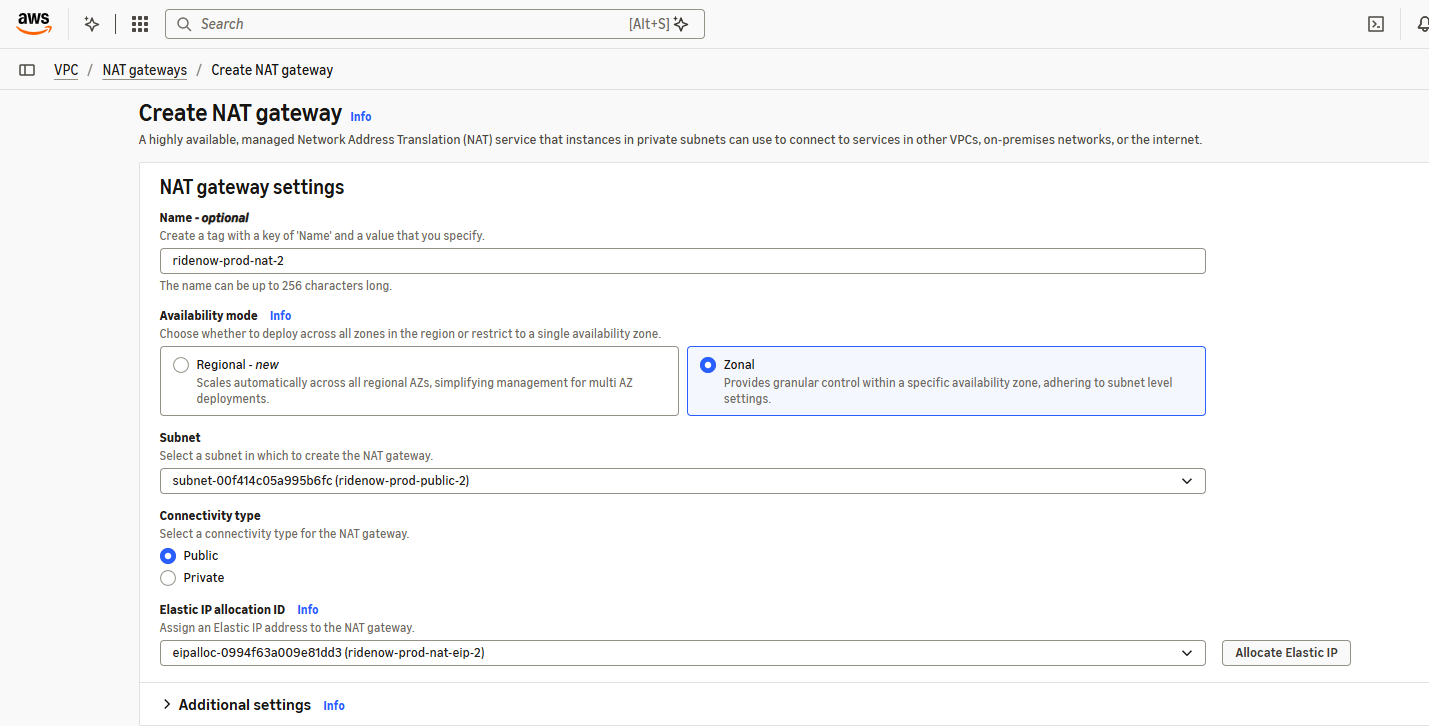 aws
Search [Alt+S]
VPC / NAT gateways / Create NAT gateway
Create NAT gateway Info
A highly available, managed Network Address Translation (NAT) service that instances in private subnets can use to connect to services in other VPCs, on-premises networks, or the internet.
NAT gateway settings
Name - optional
Create a tag with a key of 'Name' and a value that you specify.
ridenow-prod-nat-2
The name can be up to 256 characters long.
Availability mode Info
Choose whether to deploy across all zones in the region or restrict to a single availability zone.
Regional - new
Scales automatically across all regional AZs, simplifying management for multi AZ
deployments.
Zonal
Provides granular control within a specific availability zone, adhering to subnet level
settings.
Subnet
Select a subnet in which to create the NAT gateway.
subnet-00f414c05a995b6fc (ridenow-prod-public-2)
Connectivity type
Select a connectivity type for the NAT gateway.
Public
Private
Elastic IP allocation ID Info
Assign an Elastic IP address to the NAT gateway.
eipalloc-0994f63a009e81dd3 (ridenow-prod-nat-eip-2)
Allocate Elastic IP
Additional settings Info